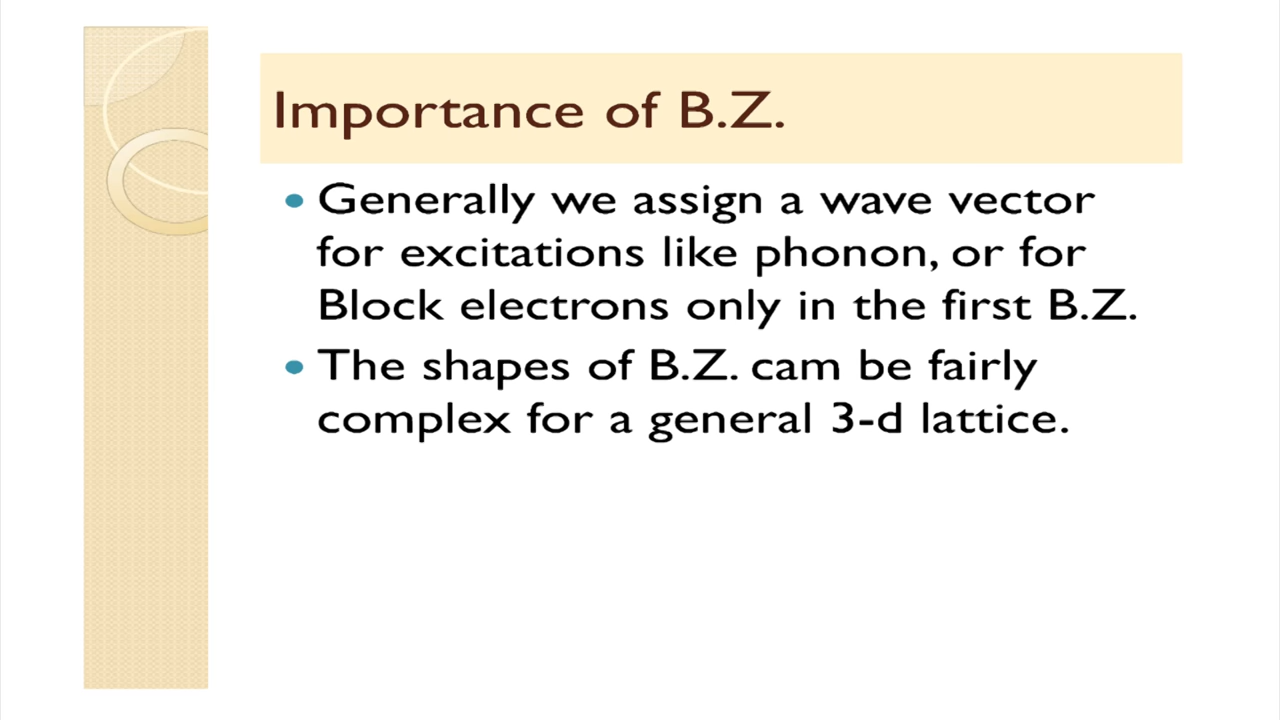 Importance of B.Z.
Generally we assign a wave vector
for excitations like phonon, or for
Block electrons only in the first B.Z.
The shapes of B.Z. cam be fairly
complex for a general 3-d lattice.